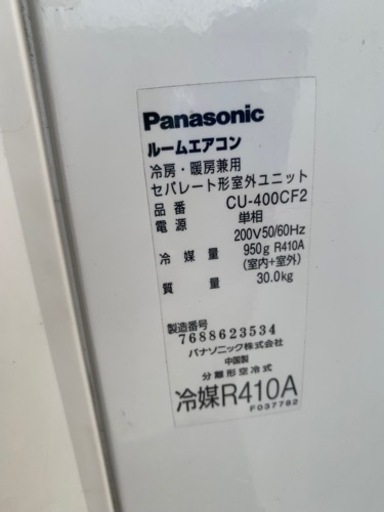 Panasonic
ルームエアコン
冷房・暖房兼用
セパレート形室外ユニット
品番 CU-400CF2
電源 単相
200V50/60Hz
冷媒量 950g R410A
(室内+室外)
質量 30.0kg
製造番号
7688623534
パナソニック株式会社
中国製
分離形空冷式
冷媒R410A
F037782